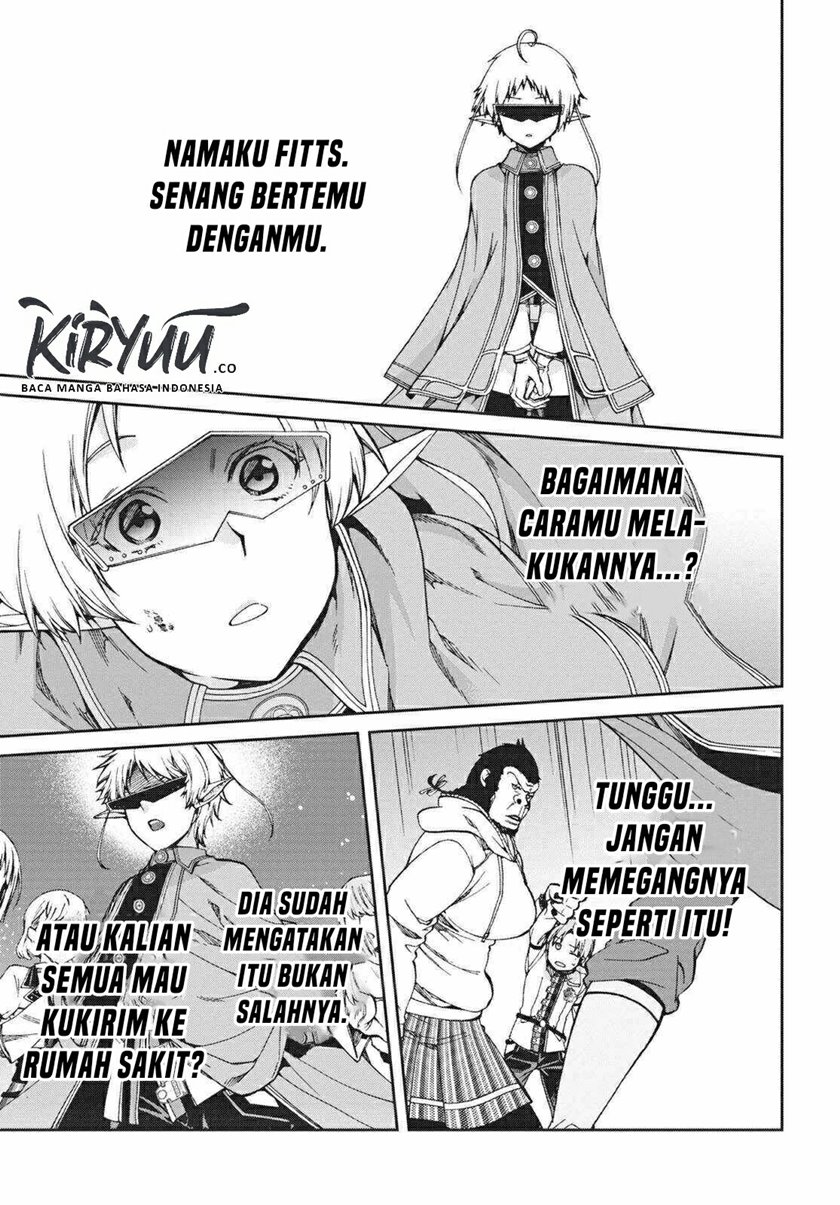 NAMAKU FITTS.
SENANG BERTEMU
DENGANMU.
KIRYUU.CO
BACA MANGA BAHASA INDONESIA
BAGAIMANA
CARAMU MELA-
KUKANNYA...?
TUNGGU...
JANGAN
MEMEGANGNYA
SEPERTI ITU!
DIA SUDAH
MENGATAKAN
ITU BUKAN
SALAHNYA.
ATAU KALIAN
SEMUA MAU
KUKIRIM KE
RUMAH SAKIT?